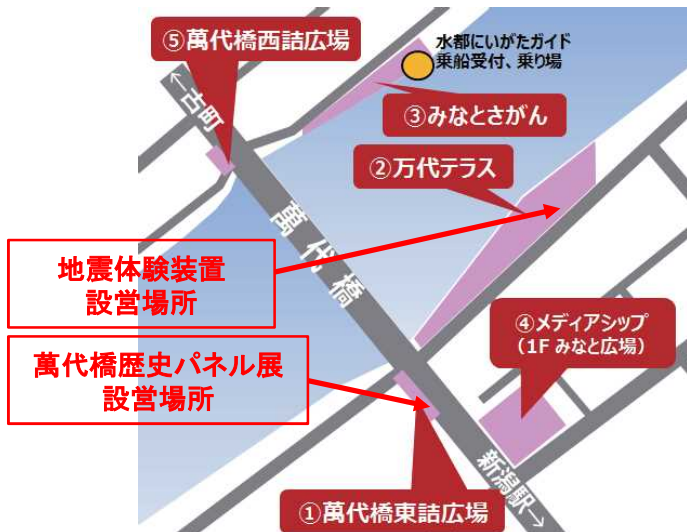 ⑤萬代橋西詰広場
水都にいがたガイド
乗船受付、乗り場
←古町
③みなとさがん
②万代テラス
萬代橋
地震体験装置
設営場所
④メディアシップ
（1F みなと広場）
萬代橋歴史パネル展
設営場所
新潟駅→
①萬代橋東詰広場